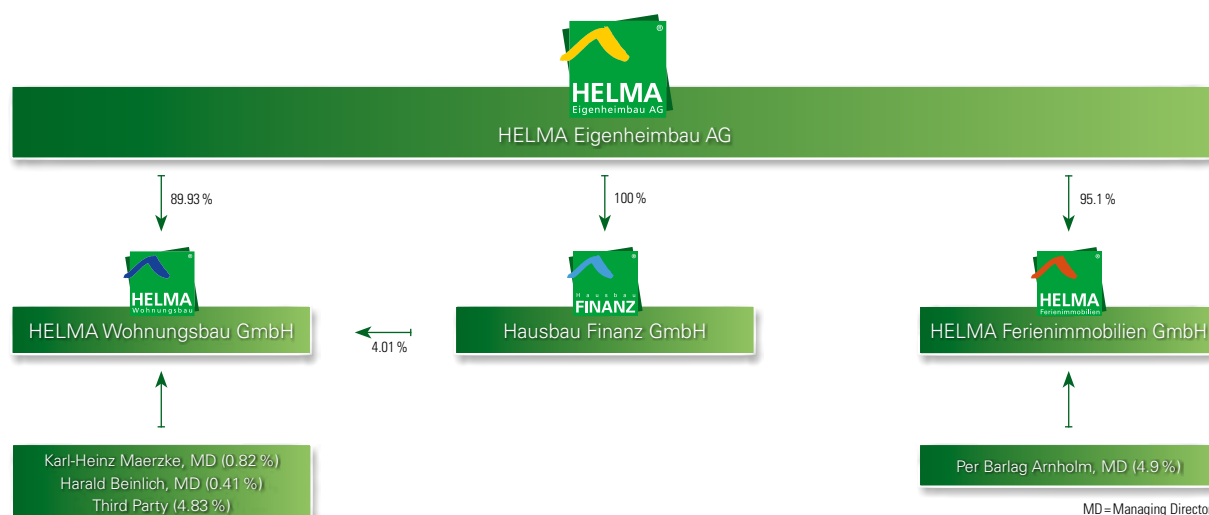 ®
HELMA
Eigenheimbau AG
HELMA Eigenheimbau AG
89.93 %
100 %
95.1 %
®
HELMA
Wohnungsbau
HELMA Wohnungsbau GmbH
4.01 %
®
Hausbau
FINANZ
Hausbau Finanz GmbH
®
HELMA
Ferienimmobilien
HELMA Ferienimmobilien GmbH
Karl-Heinz Maerzke, MD (0.82 %)
Harald Beinlich, MD (0.41 %)
Third Party (4.83 %)
Per Barlag Arnholm, MD (4.9 %)
MD = Managing Director